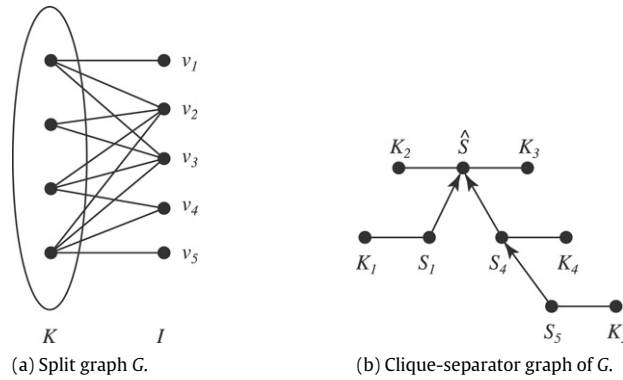 v1
v2
v3
v4
v5
K I
(a) Split graph G.
Ŝ
K2 K3
K1 S1 S4 K4
S5
(b) Clique-separator graph of G.